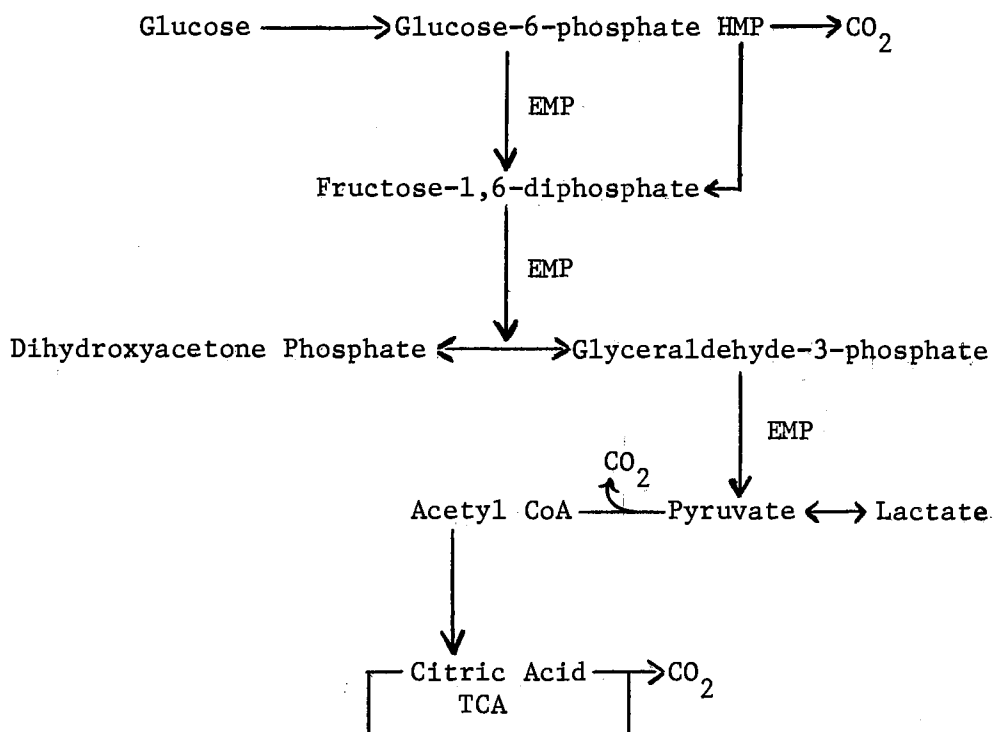 Glucose Glucose-6-phosphate HMP CO2
EMP
Fructose-1,6-diphosphate
EMP
Dihydroxyacetone Phosphate Glyceraldehyde-3-phosphate
EMP
CO2
Acetyl CoA Pyruvate Lactate
Citric Acid CO2
TCA